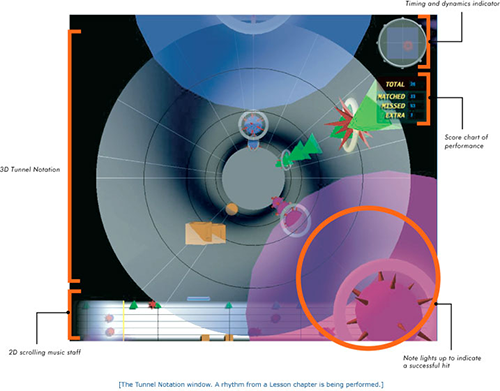 Timing and dynamics indicator
TOTAL
MATCHED
MISSED
EXTRA
Score chart of
performance
3D Tunnel Notation
2D scrolling music staff
Note lights up to indicate
a successful hit
[The Tunnel Notation window. A rhythm from a Lesson chapter is being performed.]